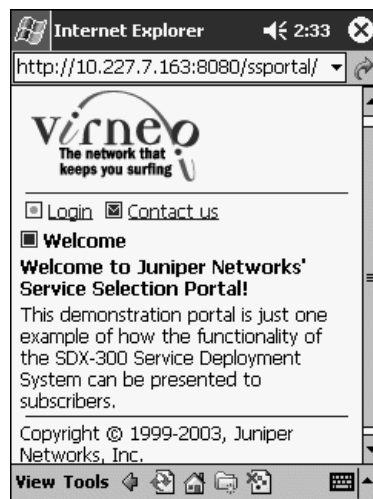 Internet Explorer 2:33
http://10.227.7.163:8080/ssportal/
Virneo
The network that
keeps you surfing
Login Contact us
Welcome
Welcome to Juniper Networks'
Service Selection Portal!
This demonstration portal is just one
example of how the functionality of
the SDX-300 Service Deployment
System can be presented to
subscribers.
Copyright © 1999-2003, Juniper
Networks, Inc.
View Tools